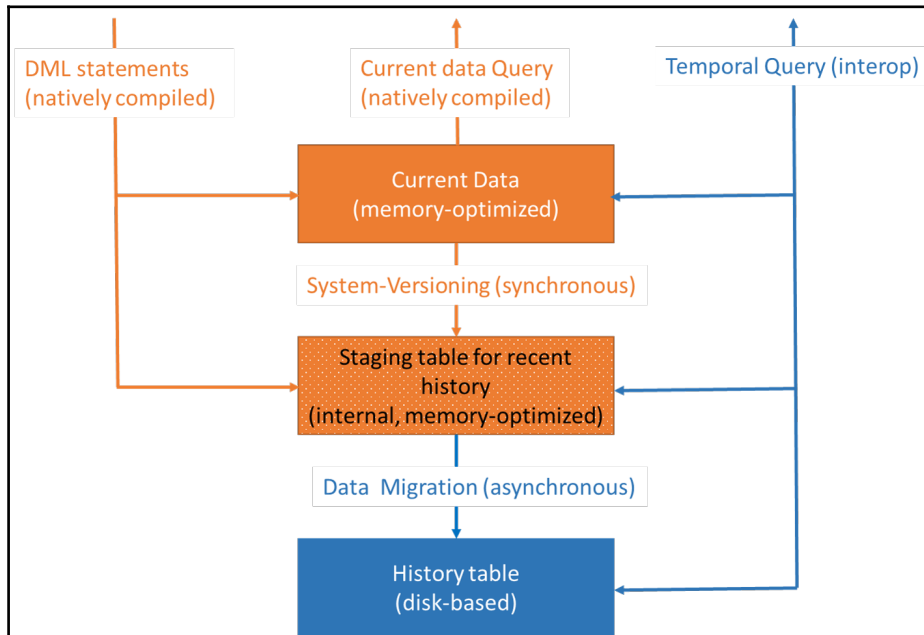 DML statements
(natively compiled)
Current data Query
(natively compiled)
Temporal Query (interop)
Current Data
(memory-optimized)
System-Versioning (synchronous)
Staging table for recent
history
(internal, memory-optimized)
Data Migration (asynchronous)
History table
(disk-based)